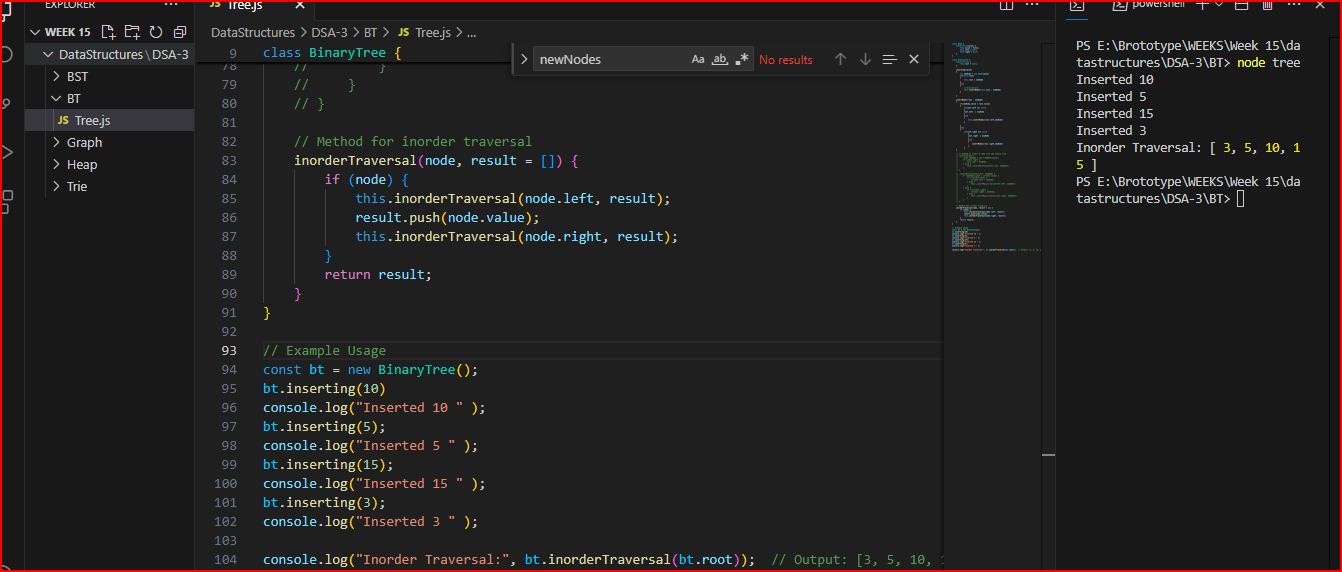 EXPLORER
WEEK 15
DataStructures \ DSA-3
BST
BT
JS Tree.js
Graph
Heap
Trie
JS Tree.js
DataStructures > DSA-3 > BT > JS Tree.js > ...
9 class BinaryTree {
newNodes
Aa ab .*
No results
78 // }
79 // }
80 // }
81
82 // Method for inorder traversal
83 inorderTraversal(node, result = []) {
84 if (node) {
85 this.inorderTraversal(node.left, result);
86 result.push(node.value);
87 this.inorderTraversal(node.right, result);
88 }
89 return result;
90 }
91 }
92
93 // Example Usage
94 const bt = new BinaryTree();
95 bt.inserting(10)
96 console.log("Inserted 10 " );
97 bt.inserting(5);
98 console.log("Inserted 5 " );
99 bt.inserting(15);
100 console.log("Inserted 15 " );
101 bt.inserting(3);
102 console.log("Inserted 3 " );
103
104 console.log("Inorder Traversal:", bt.inorderTraversal(bt.root)); // Output: [3, 5, 10,
powershell
PS E:\Brototype\WEEKS\Week 15\da
tastructures\DSA-3\BT> node tree
Inserted 10
Inserted 5
Inserted 15
Inserted 3
Inorder Traversal: [ 3, 5, 10, 1
5 ]
PS E:\Brototype\WEEKS\Week 15\da
tastructures\DSA-3\BT>